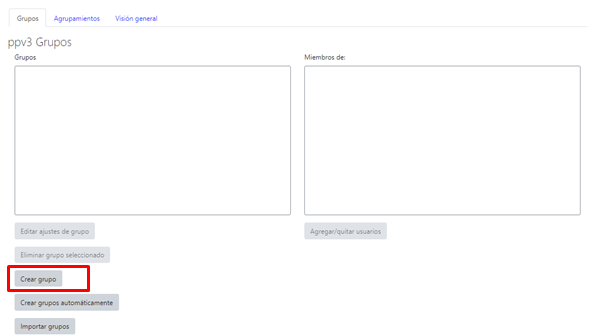 Grupos Agrupamientos Visión general
ppv3 Grupos
Grupos
Miembros de:
Editar ajustes de grupo
Agregar/quitar usuarios
Eliminar grupo seleccionado
Crear grupo
Crear grupos automáticamente
Importar grupos